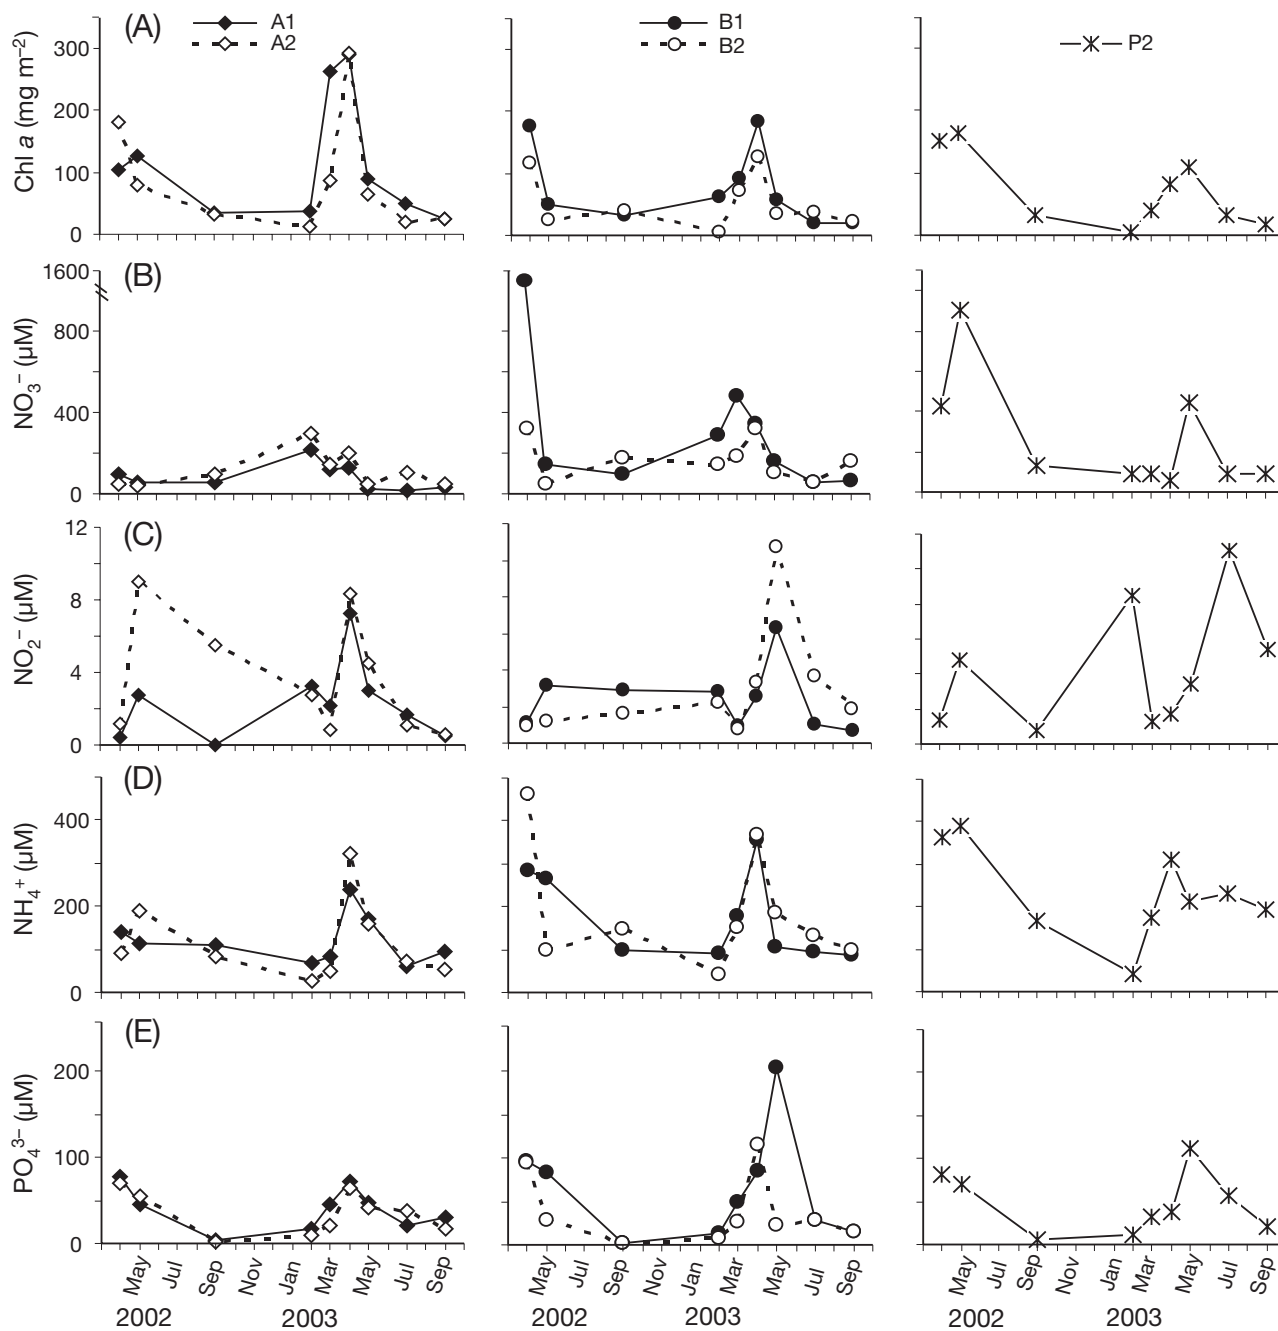 (A)
A1
A2
B1
B2
P2
Chl a (mg m⁻²)
300
200
100
0
(B)
NO₃⁻ (µM)
1600
800
400
0
(C)
NO₂⁻ (µM)
12
8
4
0
(D)
NH₄⁺ (µM)
400
200
0
(E)
PO₄³⁻ (µM)
200
100
0
May Jul Sep Nov Jan Mar May Jul Sep
May Jul Sep Nov Jan Mar May Jul Sep
May Jul Sep Nov Jan Mar May Jul Sep
2002 2003
2002 2003
2002 2003